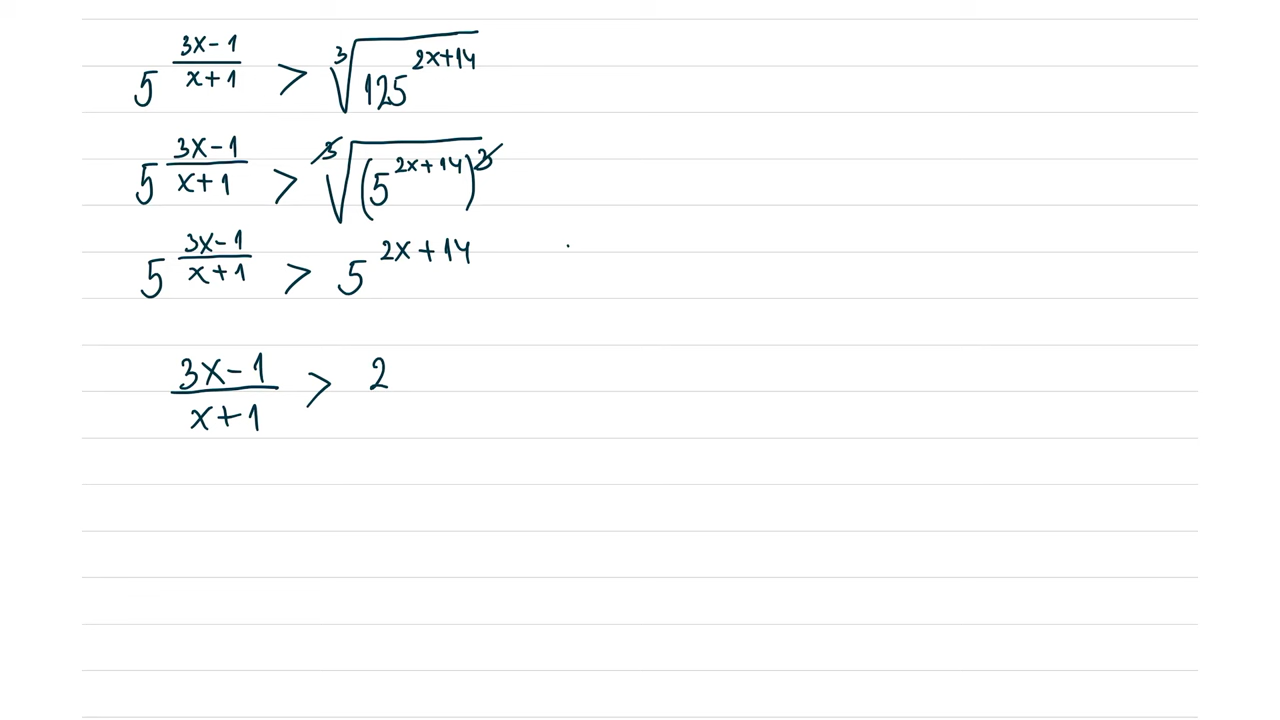 5^((3x-1)/(x+1)) > ∛(125^(2x+14))
5^((3x-1)/(x+1)) > ∛((5^(2x+14))^3)
5^((3x-1)/(x+1)) > 5^(2x+14)
(3x-1)/(x+1) > 2